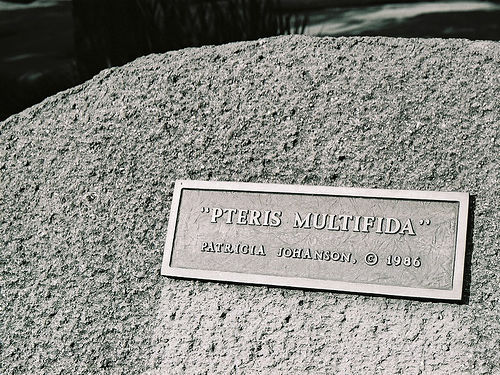 "PTERIS MULTIFIDA"
PATRICIA JOHANSON, © 1986